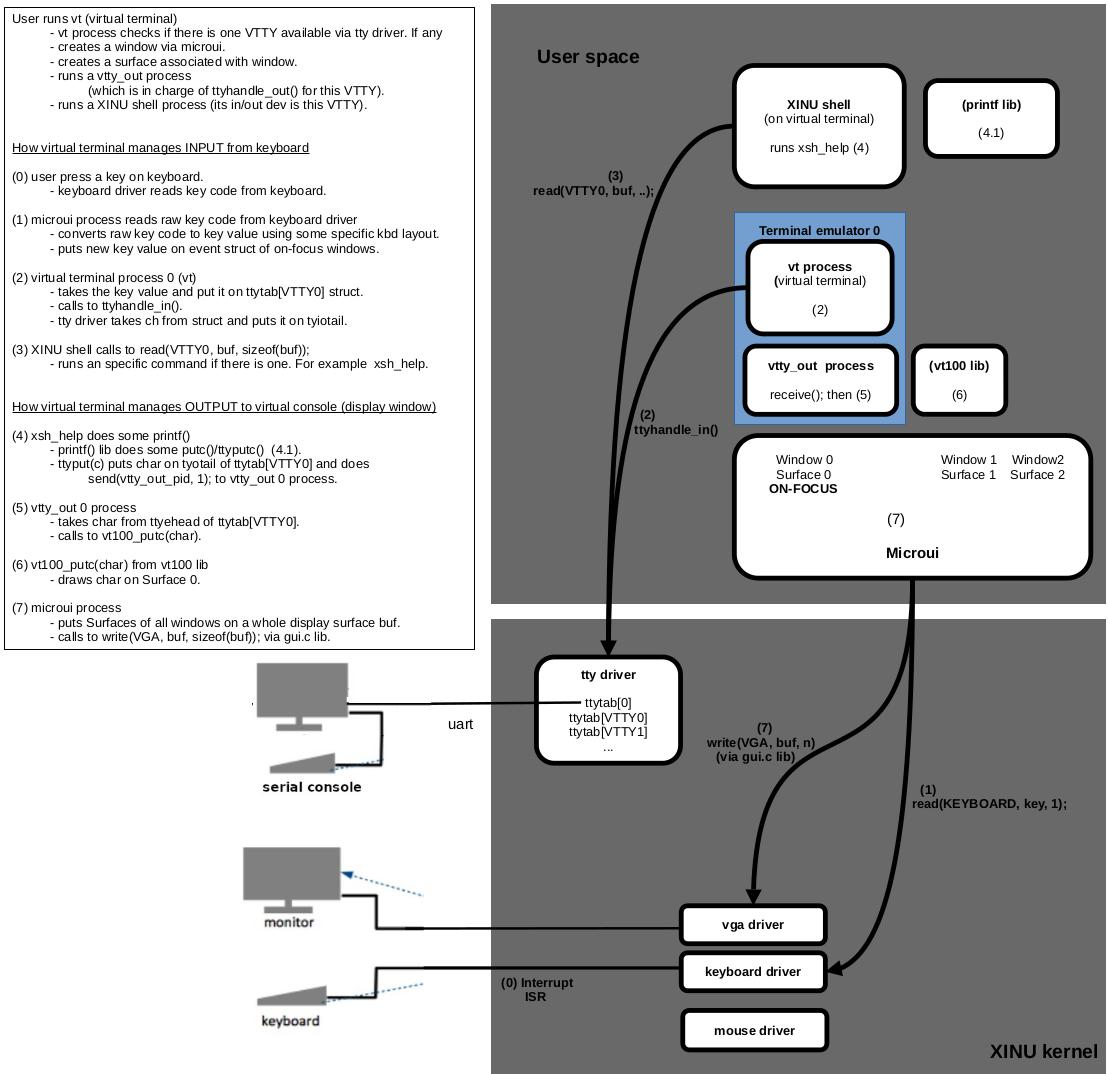 User runs vt (virtual terminal)
- vt process checks if there is one VTTY available via tty driver. If any
- creates a window via microui.
- creates a surface associated with window.
- runs a vtty_out process
(which is in charge of ttyhandle_out() for this VTTY).
- runs a XINU shell process (its in/out dev is this VTTY).
How virtual terminal manages INPUT from keyboard
(0) user press a key on keyboard.
- keyboard driver reads key code from keyboard.
(1) microui process reads raw key code from keyboard driver
- converts raw key code to key value using some specific kbd layout.
- puts new key value on event struct of on-focus windows.
(2) virtual terminal process 0 (vt)
- takes the key value and put it on ttytab[VTTY0] struct.
- calls to ttyhandle_in().
- tty driver takes ch from struct and puts it on tyiotail.
(3) XINU shell calls to read(VTTY0, buf, sizeof(buf));
- runs an specific command if there is one. For example  xsh_help.
How virtual terminal manages OUTPUT to virtual console (display window)
(4) xsh_help does some printf()
- printf() lib does some putc()/ttyputc()  (4.1).
- ttyput(c) puts char on tyotail of ttytab[VTTY0] and does
send(vtty_out_pid, 1); to vtty_out 0 process.
(5) vtty_out 0 process
- takes char from ttyehead of ttytab[VTTY0].
- calls to vt100_putc(char).
(6) vt100_putc(char) from vt100 lib
- draws char on Surface 0.
(7) microui process
- puts Surfaces of all windows on a whole display surface buf.
- calls to write(VGA, buf, sizeof(buf)); via gui.c lib.
User space
XINU shell
(on virtual terminal)
runs xsh_help (4)
(printf lib)
(4.1)
(3)
read(VTTY0, buf, ..);
Terminal emulator 0
vt process
(virtual terminal)
(2)
vtty_out  process
receive(); then (5)
(vt100 lib)
(6)
(2)
ttyhandle_in()
Window 0
Surface 0
ON-FOCUS
Window 1
Surface 1
Window2
Surface 2
(7)
Microui
tty driver
ttytab[0]
ttytab[VTTY0]
ttytab[VTTY1]
...
uart
serial console
(7)
write(VGA, buf, n)
(via gui.c lib)
(1)
read(KEYBOARD, key, 1);
monitor
vga driver
keyboard driver
(0) Interrupt
ISR
keyboard
mouse driver
XINU kernel